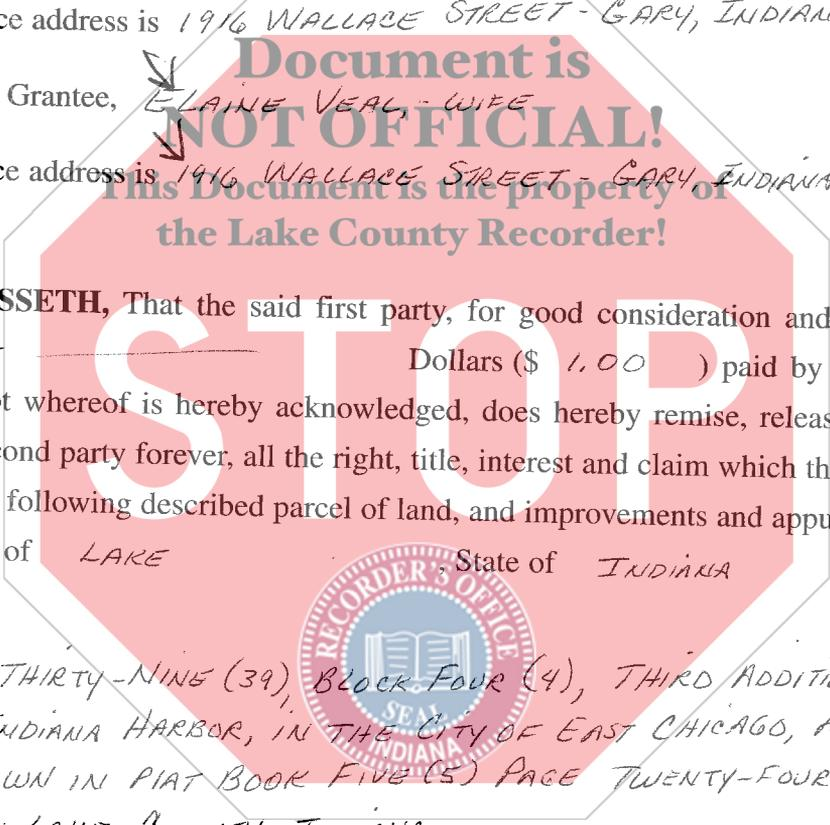 ce address is 1916 WALLACE STREET - GARY, INDIAN
Document is
Grantee, ELAINE VEAL, - WIFE
NOT OFFICIAL!
ce address is 1916 WALLACE STREET - GARY, INDIANA
This Document is the property of
the Lake County Recorder!
SSETH, That the said first party, for good consideration and
STOP
Dollars ($ 1.00 ) paid by
t whereof is hereby acknowledged, does hereby remise, releas
ond party forever, all the right, title, interest and claim which th
following described parcel of land, and improvements and appu
of LAKE , State of INDIANA
RECORDER'S OFFICE
SEAL
INDIANA
THIRTY-NINE (39), BLOCK FOUR (4), THIRD ADDITI
NDIANA HARBOR, IN THE CITY OF EAST CHICAGO,
WN IN PLAT BOOK FIVE (5) PAGE TWENTY-FOUR